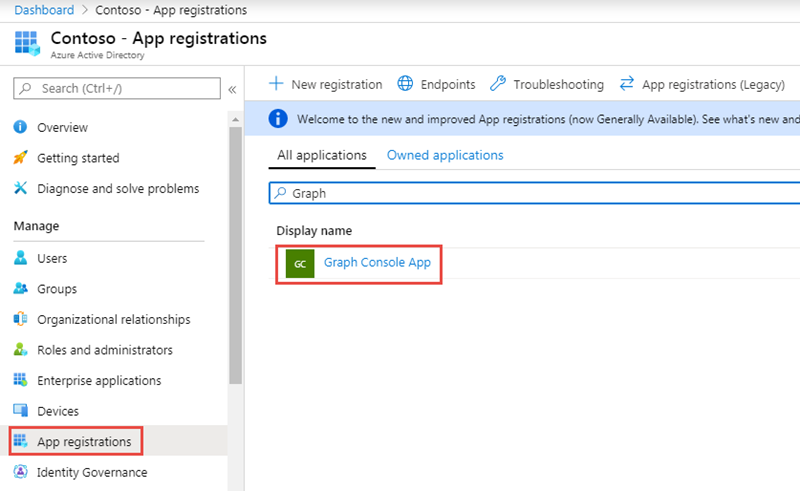 Dashboard > Contoso - App registrations
Contoso - App registrations
Azure Active Directory
Search (Ctrl+/)
«
Overview
Getting started
Diagnose and solve problems
Manage
Users
Groups
Organizational relationships
Roles and administrators
Enterprise applications
Devices
App registrations
Identity Governance
New registration Endpoints Troubleshooting App registrations (Legacy)
Welcome to the new and improved App registrations (now Generally Available). See what's new and
All applications Owned applications
Graph
Display name
GC Graph Console App